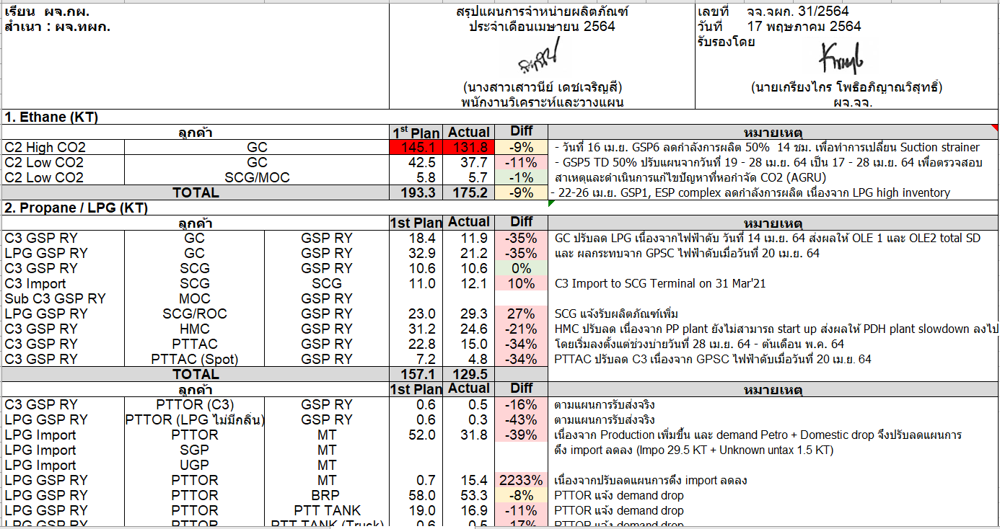 เรียน ผจ.กผ.
สำเนา : ผจ.ทผก.
สรุปแผนการจำหน่ายผลิตภัณฑ์
ประจำเดือนเมษายน 2564
(นางสาวเสาวนีย์ เดชเจริญสี)
พนักงานวิเคราะห์และวางแผน
เลขที่ จจ.จผก. 31/2564
วันที่ 17 พฤษภาคม 2564
รับรองโดย
(นายเกรียงไกร โพธิอภิญาณวิสุทธิ์)
ผจ.จจ.
1. Ethane (KT)
ลูกค้า 1st Plan Actual Diff หมายเหตุ
C2 High CO2 GC 145.1 131.8 -9% - วันที่ 16 เม.ย. GSP6 ลดกำลังการผลิต 50% 14 ชม. เพื่อทำการเปลี่ยน Suction strainer
C2 Low CO2 GC 42.5 37.7 -11% - GSP5 TD 50% ปรับแผนจากวันที่ 19 - 28 เม.ย. 64 เป็น 17 - 28 เม.ย. 64 เพื่อตรวจสอบ
C2 Low CO2 SCG/MOC 5.8 5.7 -1% สาเหตุและดำเนินการแก้ไขปัญหาที่หอกำจัด CO2 (AGRU)
TOTAL 193.3 175.2 -9% - 22-26 เม.ย. GSP1, ESP complex ลดกำลังการผลิต เนื่องจาก LPG high inventory
2. Propane / LPG (KT)
ลูกค้า 1st Plan Actual Diff หมายเหตุ
C3 GSP RY GC GSP RY 18.4 11.9 -35% GC ปรับลด LPG เนื่องจากไฟฟ้าดับ วันที่ 14 เม.ย. 64 ส่งผลให้ OLE 1 และ OLE2 total SD
LPG GSP RY GC GSP RY 32.9 21.2 -35% และ ผลกระทบจาก GPSC ไฟฟ้าดับเมื่อวันที่ 20 เม.ย. 64
C3 GSP RY SCG GSP RY 10.6 10.6 0%
C3 Import SCG SCG 11.0 12.1 10% C3 Import to SCG Terminal on 31 Mar'21
Sub C3 GSP RY MOC GSP RY
LPG GSP RY SCG/ROC GSP RY 23.0 29.3 27% SCG แจ้งรับผลิตภัณฑ์เพิ่ม
C3 GSP RY HMC GSP RY 31.2 24.6 -21% HMC ปรับลด เนื่องจาก PP plant ยังไม่สามารถ start up ส่งผลให้ PDH plant slowdown ลงไป
C3 GSP RY PTTAC GSP RY 22.8 15.0 -34% โดยเริ่มลงตั้งแต่ช่วงบ่ายวันที่ 28 เม.ย. 64 - ต้นเดือน พ.ค. 64
C3 GSP RY PTTAC (Spot) GSP RY 7.2 4.8 -34% PTTAC ปรับลด C3 เนื่องจาก GPSC ไฟฟ้าดับเมื่อวันที่ 20 เม.ย. 64
TOTAL 157.1 129.5
ลูกค้า 1st Plan Actual Diff หมายเหตุ
C3 GSP RY PTTOR (C3) GSP RY 0.6 0.5 -16% ตามแผนการรับส่งจริง
LPG GSP RY PTTOR (LPG ไม่มีกลิ่น) GSP RY 0.6 0.3 -43% ตามแผนการรับส่งจริง
LPG Import PTTOR MT 52.0 31.8 -39% เนื่องจาก Production เพิ่มขึ้น และ demand Petro + Domestic drop จึงปรับลดแผนการ
LPG Import SGP MT ดึง import ลดลง (Impo 29.5 KT + Unknown untax 1.5 KT)
LPG Import UGP MT
LPG GSP RY PTTOR MT 0.7 15.4 2233% เนื่องจากปรับลดแผนการดึง import ลดลง
LPG GSP RY PTTOR BRP 58.0 53.3 -8% PTTOR แจ้ง demand drop
LPG GSP RY PTTOR PTT TANK 19.0 16.9 -11% PTTOR แจ้ง demand drop
LPG GSP RY PTTOR PTT TANK (Truck) 0.6 0.5 -17% PTTOR แจ้ง demand drop